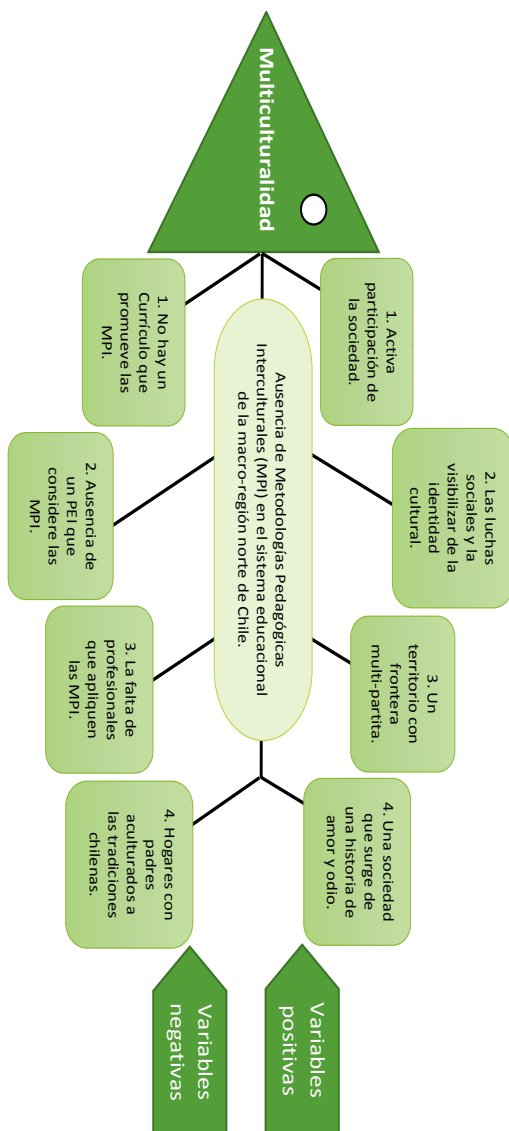 Multiculturalidad
1. Activa
participación de
la sociedad.
2. Las luchas
sociales y la
visibilizar de la
identidad
cultural.
3. Un
territorio con
frontera
multi-partita.
4. Una sociedad
que surge de
una historia de
amor y odio.
Variables
positivas
Ausencia de Metodologías Pedagógicas
Interculturales (MPI) en el sistema educacional
de la macro-región norte de Chile.
1. No hay un
Currículo que
promueve las
MPI.
2. Ausencia de
un PEI que
considere las
MPI.
3. La falta de
profesionales
que apliquen
las MPI.
4. Hogares con
padres
aculturados a
las tradiciones
chilenas.
Variables
negativas